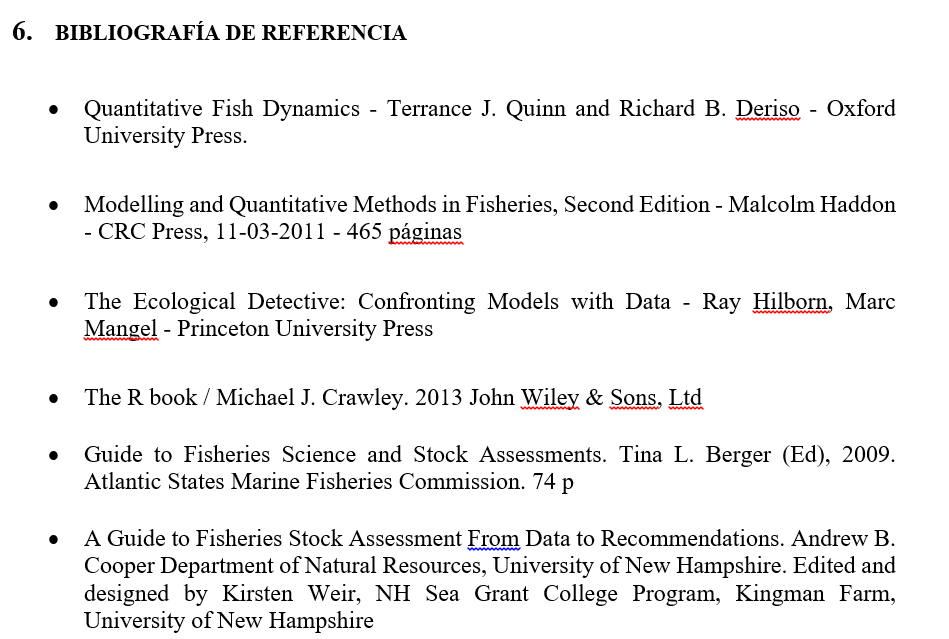 6. BIBLIOGRAFÍA DE REFERENCIA
• Quantitative Fish Dynamics - Terrance J. Quinn and Richard B. Deriso - Oxford
University Press.
• Modelling and Quantitative Methods in Fisheries, Second Edition - Malcolm Haddon
- CRC Press, 11-03-2011 - 465 páginas
• The Ecological Detective: Confronting Models with Data - Ray Hilborn, Marc
Mangel - Princeton University Press
• The R book / Michael J. Crawley. 2013 John Wiley & Sons, Ltd
• Guide to Fisheries Science and Stock Assessments. Tina L. Berger (Ed), 2009.
Atlantic States Marine Fisheries Commission. 74 p
• A Guide to Fisheries Stock Assessment From Data to Recommendations. Andrew B.
Cooper Department of Natural Resources, University of New Hampshire. Edited and
designed by Kirsten Weir, NH Sea Grant College Program, Kingman Farm,
University of New Hampshire